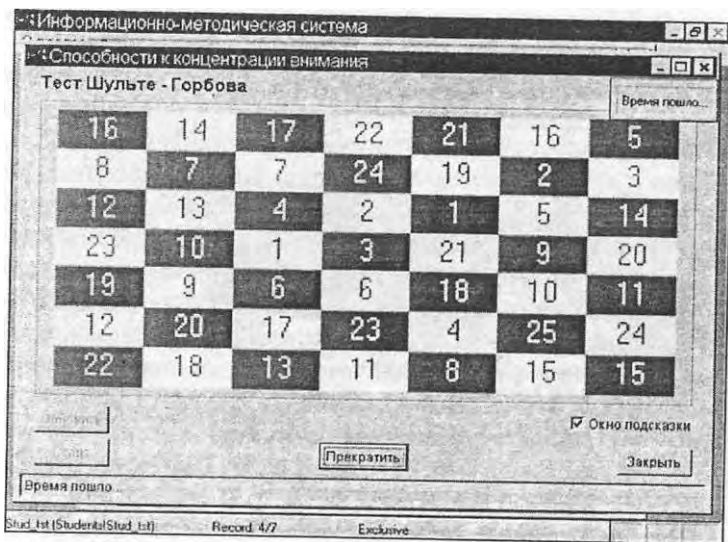 Информационно-методическая система
Способности к концентрации внимания
Тест Шульте - Горбова
Время пошло...
16 14 17 22 21 16 5
8 7 7 24 19 2 3
12 13 4 2 1 5 14
23 10 1 3 21 9 20
19 9 6 6 18 10 11
12 20 17 23 4 25 24
22 18 13 11 8 15 15
Окно подсказки
Прекратить
Закрыть
Время пошло...
Stud_tst (Students!Stud_tst) Record: 4/7 Exclusive